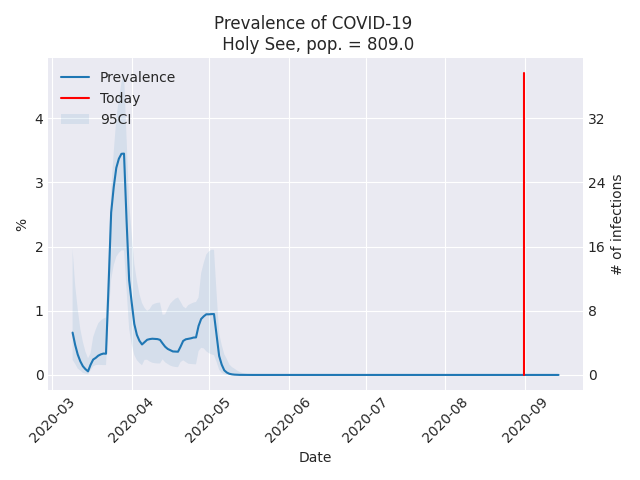 Prevalence of COVID-19
Holy See, pop. = 809.0
Prevalence
Today
95CI
4
3
2
1
0
%
32
24
16
8
0
# of infections
2020-03
2020-04
2020-05
2020-06
2020-07
2020-08
2020-09
Date